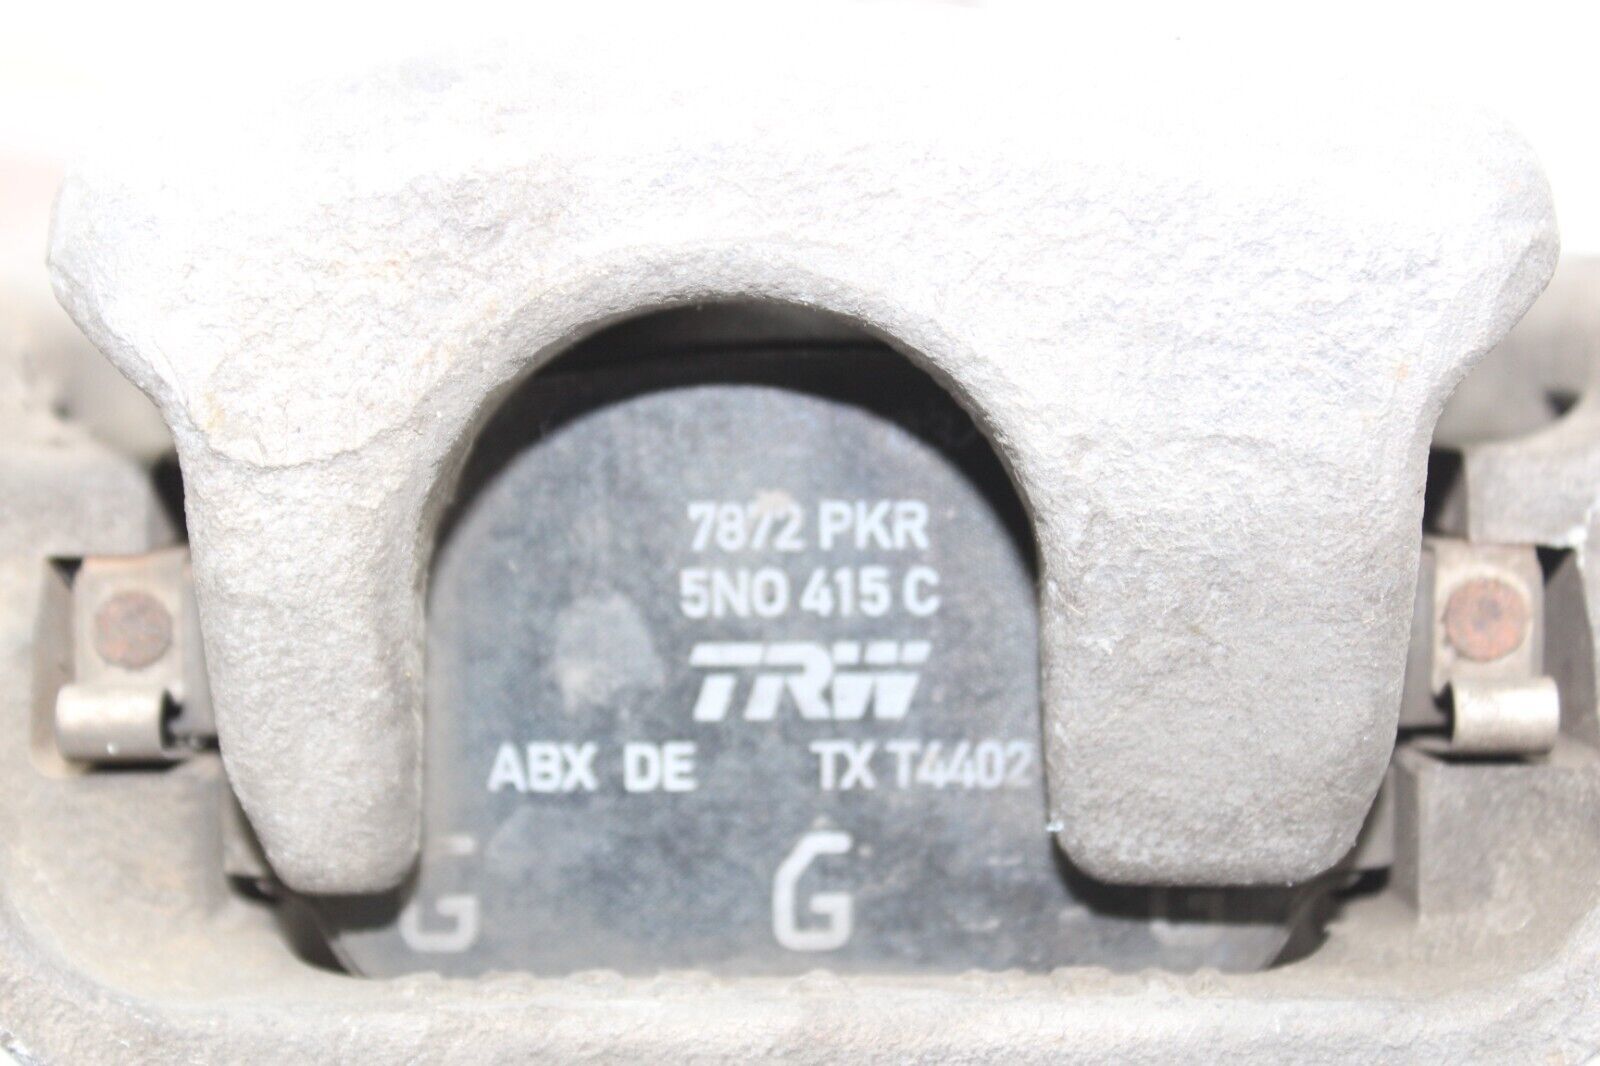 7872 PKR
5N0 415 C
TRW
ABX DE TX T4402
G G